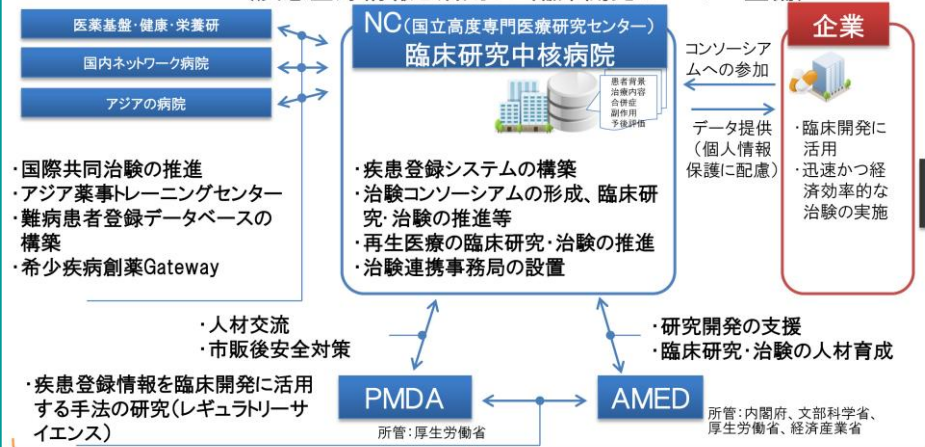 医薬基盤・健康・栄養研
国内ネットワーク病院
アジアの病院
・国際共同治験の推進
・アジア薬事トレーニングセンター
・難病患者登録データベースの
構築
・希少疾病創薬Gateway
NC(国立高度専門医療研究センター)
臨床研究中核病院
患者背景
治療内容
合併症
副作用
予後評価
・疾患登録システムの構築
・治験コンソーシアムの形成、臨床研
究・治験の推進等
・再生医療の臨床研究・治験の推進
・治験連携事務局の設置
コンソーシア
ムへの参加
データ提供
(個人情報
保護に配慮)
企業
・臨床開発に
活用
・迅速かつ経
済効率的な
治験の実施
・人材交流
・市販後安全対策
・研究開発の支援
・臨床研究・治験の人材育成
・疾患登録情報を臨床開発に活用
する手法の研究(レギュラトリーサ
イエンス)
PMDA
所管:厚生労働省
AMED
所管:内閣府、文部科学省、
厚生労働省、経済産業省